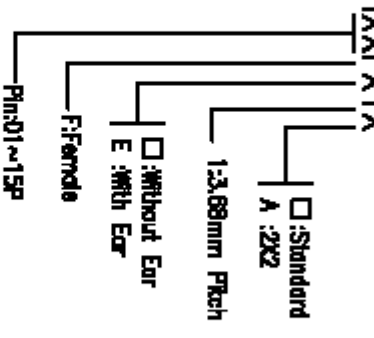 Pin:01~15P
F:Female
□:Without Ear
E :With Ear
1:3.68mm Pitch
□:Standard
A :2X2